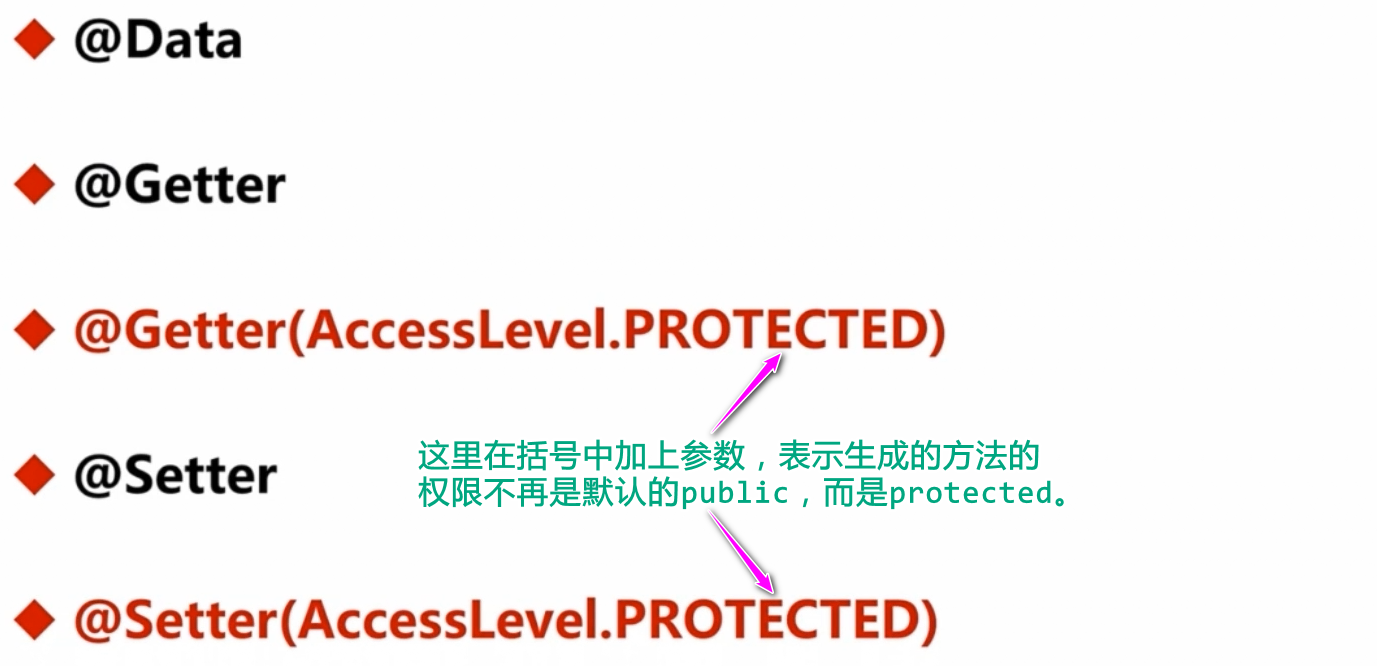 @Data
@Getter
@Getter(AccessLevel.PROTECTED)
@Setter
这里在括号中加上参数，表示生成的方法的
权限不再是默认的public，而是protected。
@Setter(AccessLevel.PROTECTED)